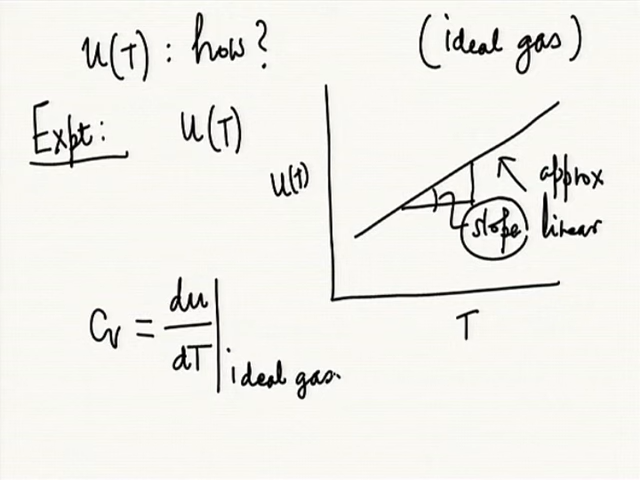 u(T) : how? (ideal gas)
Expt: u(T)
u(T)
approx
slope linear
T
Cv = du/dT | ideal gas.